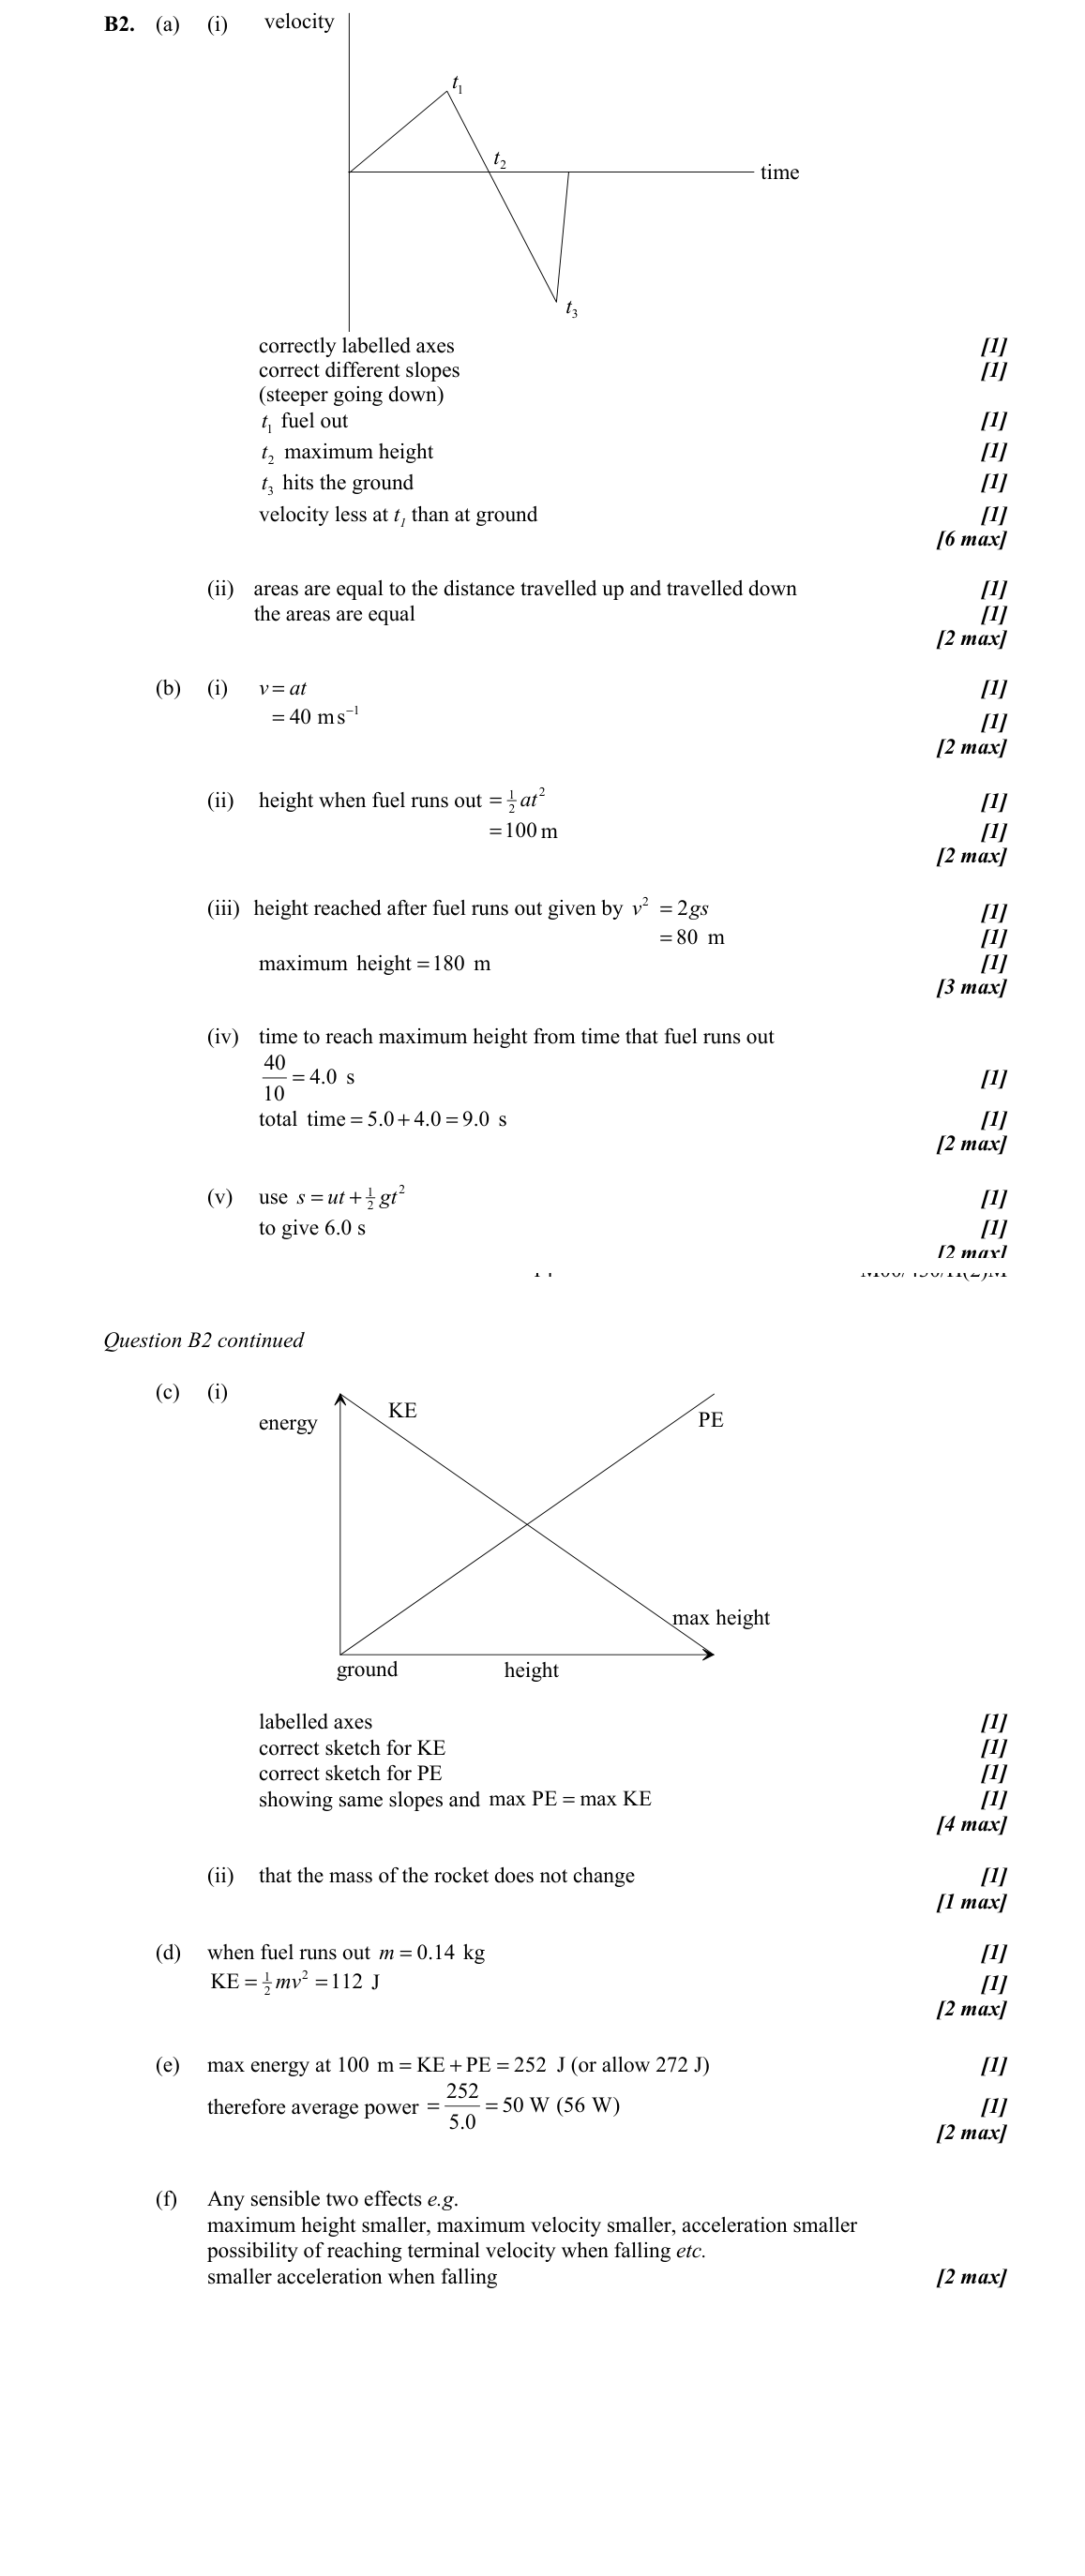 B2. (a) (i) velocity
t₁
t₂
time
t₃
correctly labelled axes [1]
correct different slopes [1]
(steeper going down)
t₁ fuel out [1]
t₂ maximum height [1]
t₃ hits the ground [1]
velocity less at t₁ than at ground [1]
[6 max]
(ii) areas are equal to the distance travelled up and travelled down [1]
the areas are equal [1]
[2 max]
(b) (i) v = at [1]
= 40 m s⁻¹ [1]
[2 max]
(ii) height when fuel runs out = ½ at² [1]
= 100 m [1]
[2 max]
(iii) height reached after fuel runs out given by v² = 2gs [1]
= 80 m [1]
maximum height = 180 m [1]
[3 max]
(iv) time to reach maximum height from time that fuel runs out
40/10 = 4.0 s [1]
total time = 5.0 + 4.0 = 9.0 s [1]
[2 max]
(v) use s = ut + ½ gt² [1]
to give 6.0 s [1]
[2 max]
Question B2 continued
(c) (i)
KE
energy
PE
max height
ground height
labelled axes [1]
correct sketch for KE [1]
correct sketch for PE [1]
showing same slopes and max PE = max KE [1]
[4 max]
(ii) that the mass of the rocket does not change [1]
[1 max]
(d) when fuel runs out m = 0.14 kg [1]
KE = ½ mv² = 112 J [1]
[2 max]
(e) max energy at 100 m = KE + PE = 252 J (or allow 272 J) [1]
therefore average power = 252/5.0 = 50 W (56 W) [1]
[2 max]
(f) Any sensible two effects e.g.
maximum height smaller, maximum velocity smaller, acceleration smaller
possibility of reaching terminal velocity when falling etc.
smaller acceleration when falling [2 max]